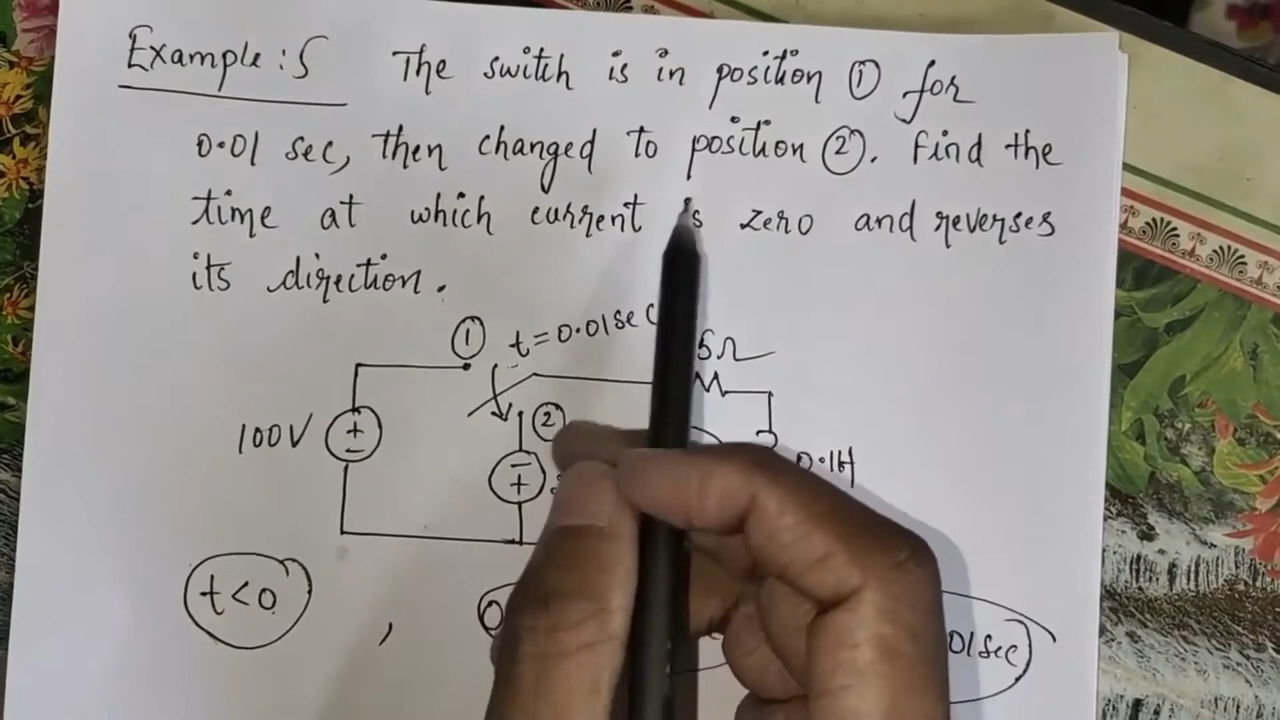 Example: 5 The switch is in position ① for
0.01 sec, then changed to position ②. Find the
time at which current is zero and reverses
its direction.
① t=0.01sec 5Ω
100V + - ② - + 0.1H
t<0 , 0 01sec